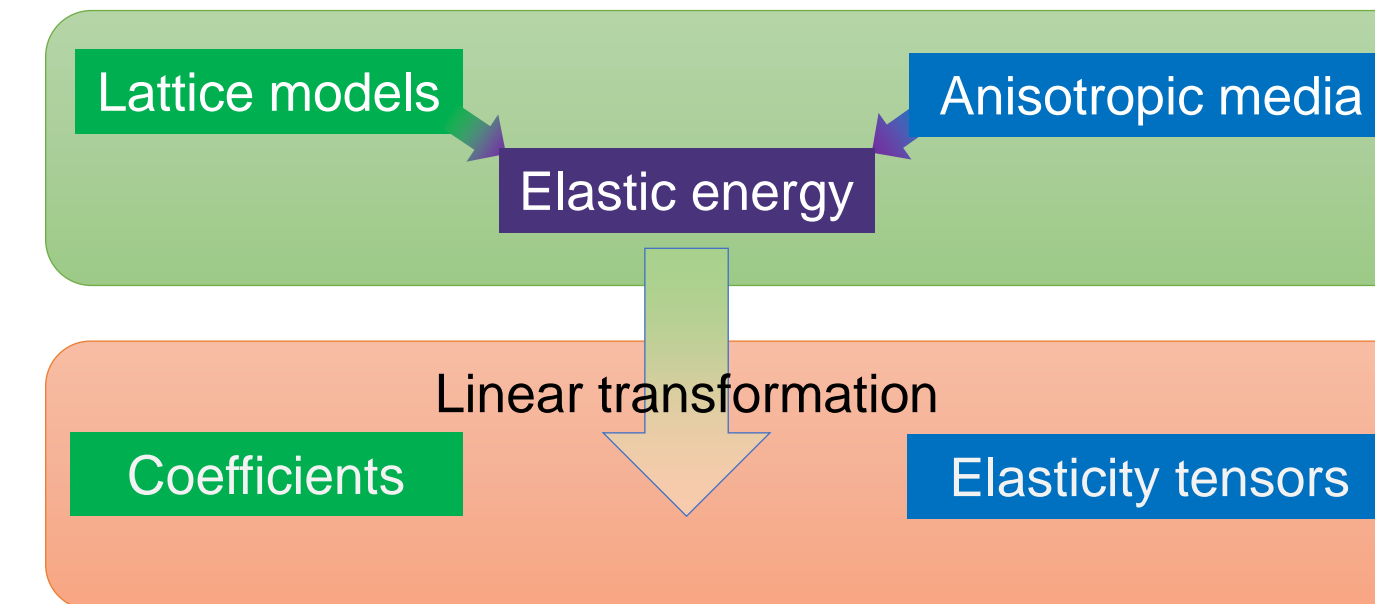 Lattice models
Anisotropic media
Elastic energy
Linear transformation
Coefficients
Elasticity tensors